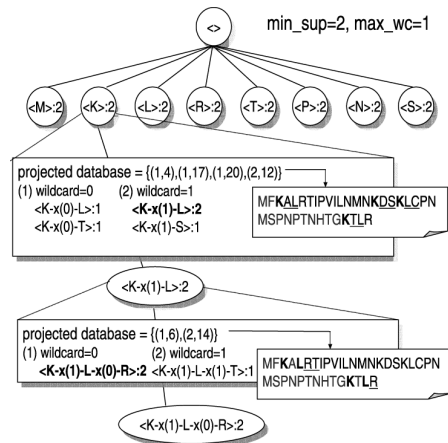 <>
min_sup=2, max_wc=1
<M>:2 <K>:2 <L>:2 <R>:2 <T>:2 <P>:2 <N>:2 <S>:2
projected database = {(1,4),(1,17),(1,20),(2,12)}
(1) wildcard=0 (2) wildcard=1
<K-x(0)-L>:1 <K-x(1)-L>:2
<K-x(0)-T>:1 <K-x(1)-S>:1
MFKALRTIPVILNMNKDSKLCPN
MSPNPTNHTGKTLR
<K-x(1)-L>:2
projected database = {(1,6),(2,14)}
(1) wildcard=0 (2) wildcard=1
<K-x(1)-L-x(0)-R>:2 <K-x(1)-L-x(1)-T>:1
MFKALRTIPVILNMNKDSKLCPN
MSPNPTNHTGKTLR
<K-x(1)-L-x(0)-R>:2